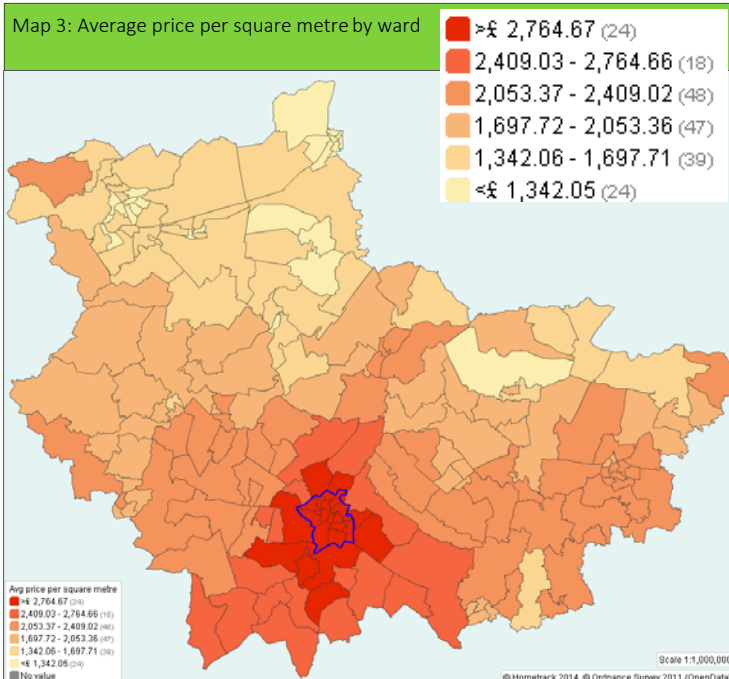 Map 3: Average price per square metre by ward
>£ 2,764.67 (24)
2,409.03 - 2,764.66 (18)
2,053.37 - 2,409.02 (48)
1,697.72 - 2,053.36 (47)
1,342.06 - 1,697.71 (39)
<£ 1,342.05 (24)
Avg price per square metre
>£ 2,764.67 (24)
2,409.03 - 2,764.66 (18)
2,053.37 - 2,409.02 (48)
1,697.72 - 2,053.36 (47)
1,342.06 - 1,697.71 (39)
<£ 1,342.05 (24)
No value
Scale 1:1,000,000
© Hometrack 2014, © Ordnance Survey 2011 (OpenData